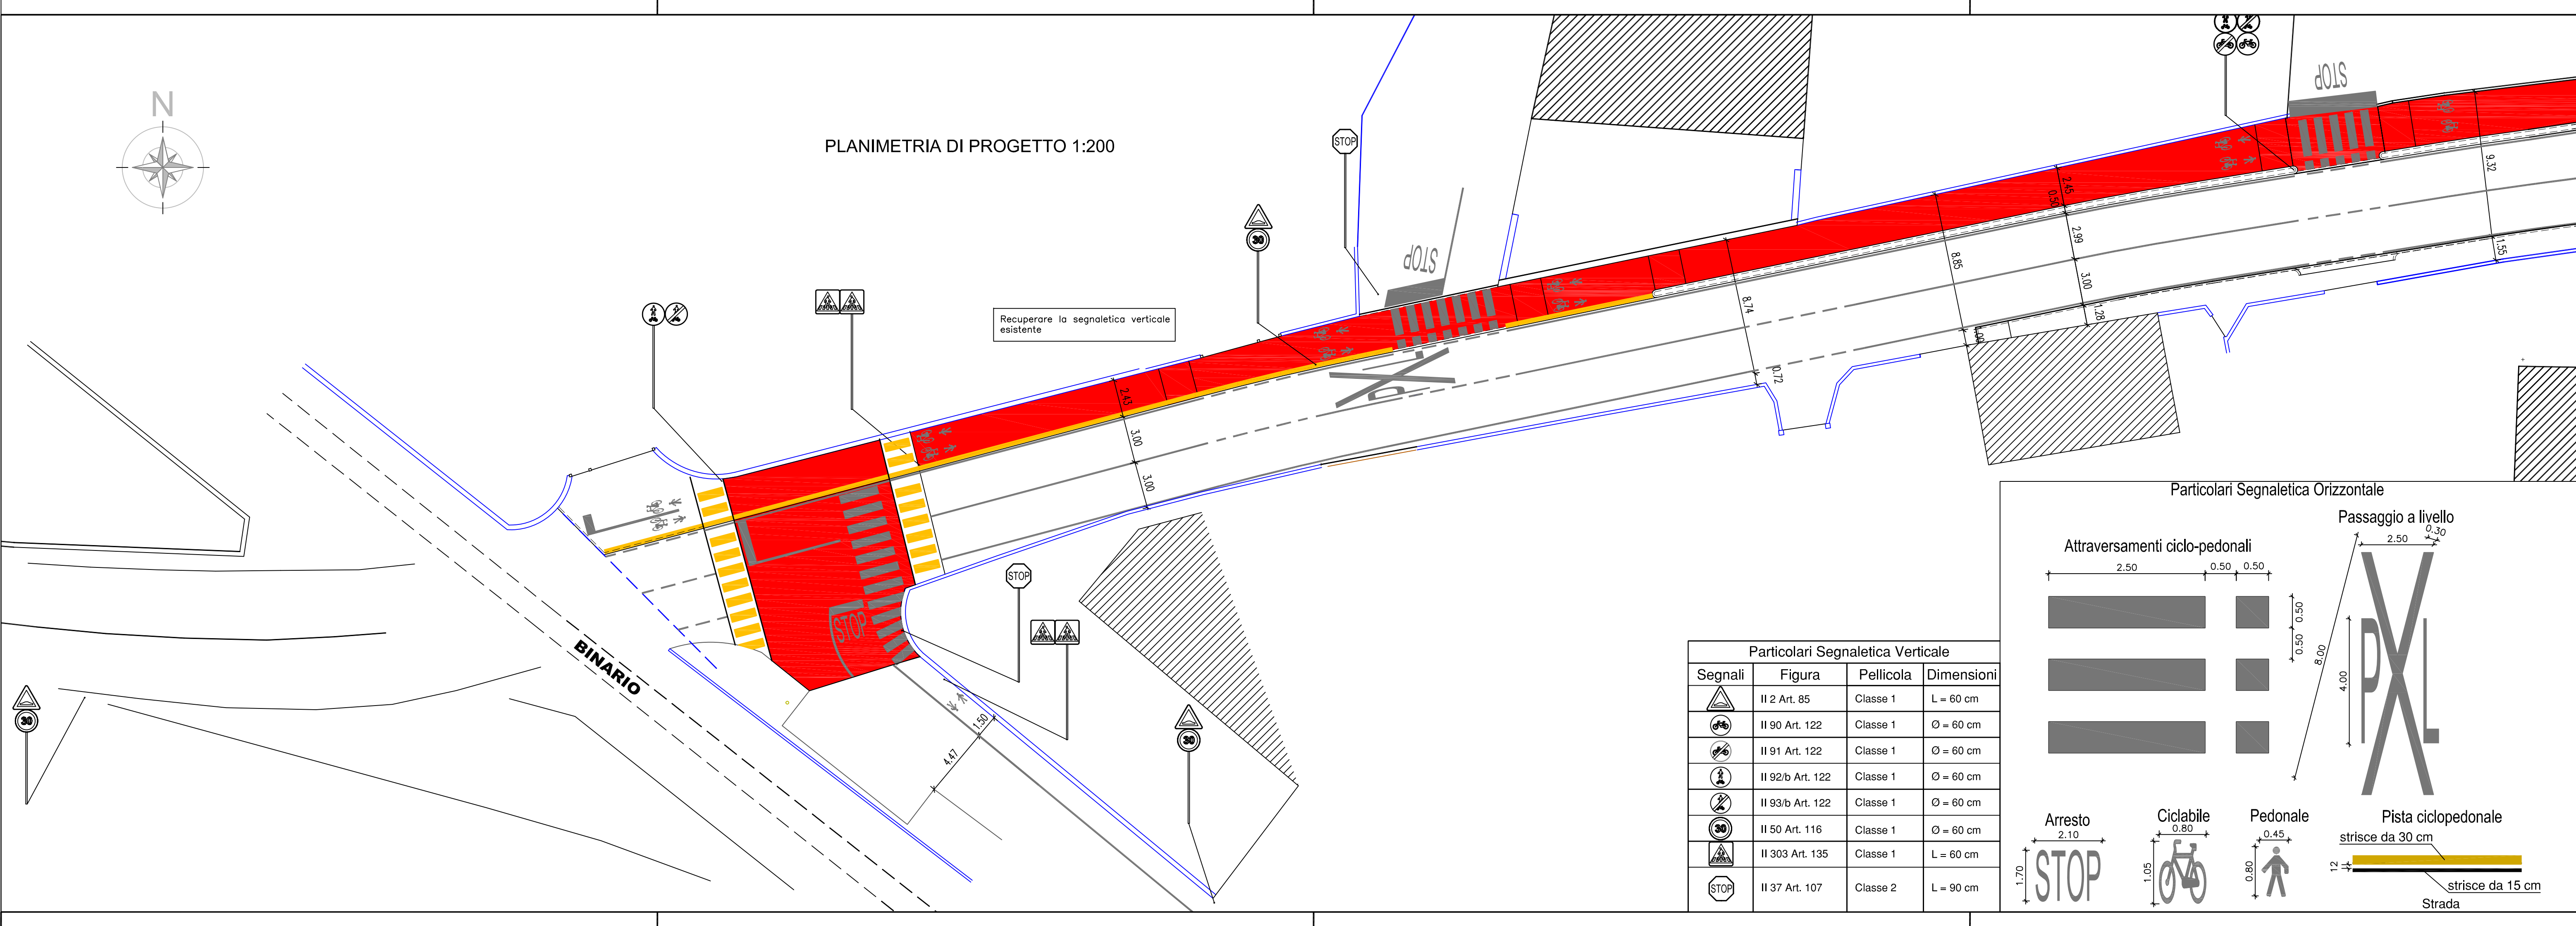 N
PLANIMETRIA DI PROGETTO 1:200
Recuperare la segnaletica verticale
esistente
STOP
STOP
STOP
30
30
30
STOP
STOP
BINARIO
2.43
3.00
3.00
8.74
0.72
8.85
1.00
2.45
0.50
2.99
3.00
1.28
9.32
1.55
1.50
4.47
Particolari Segnaletica Verticale
Segnali Figura Pellicola Dimensioni
II 2 Art. 85 Classe 1 L = 60 cm
II 90 Art. 122 Classe 1 Ø = 60 cm
II 91 Art. 122 Classe 1 Ø = 60 cm
II 92/b Art. 122 Classe 1 Ø = 60 cm
II 93/b Art. 122 Classe 1 Ø = 60 cm
30 II 50 Art. 116 Classe 1 Ø = 60 cm
II 303 Art. 135 Classe 1 L = 60 cm
STOP II 37 Art. 107 Classe 2 L = 90 cm
Particolari Segnaletica Orizzontale
Attraversamenti ciclo-pedonali
2.50 0.50 0.50
0.50
0.50
Passaggio a livello
2.50 0.30
8.00
4.00
P L
Arresto
2.10
1.70
STOP
Ciclabile
0.80
1.05
Pedonale
0.45
0.80
Pista ciclopedonale
strisce da 30 cm
12
strisce da 15 cm
Strada